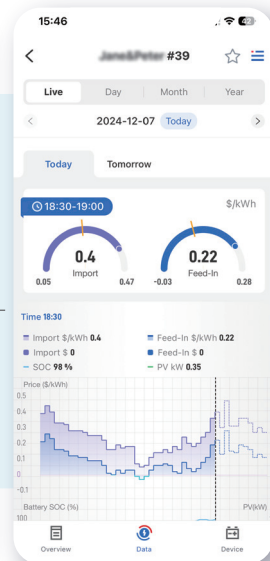 15:46
#39
Live Day Month Year
2024-12-07 Today
Today Tomorrow
18:30-19:00 $/kWh
0.4 0.22
Import Feed-In
0.05 0.47 -0.03 0.28
Time 18:30
Import $/kWh 0.4 Feed-In $/kWh 0.22
Import $ 0 Feed-In $ 0
SOC 98 % PV kW 0.35
Price ($/kWh)
0.5
0.4
0.3
0.2
0.1
0
-0.1
Battery SOC (%) PV(kW)
100
Overview Data Device